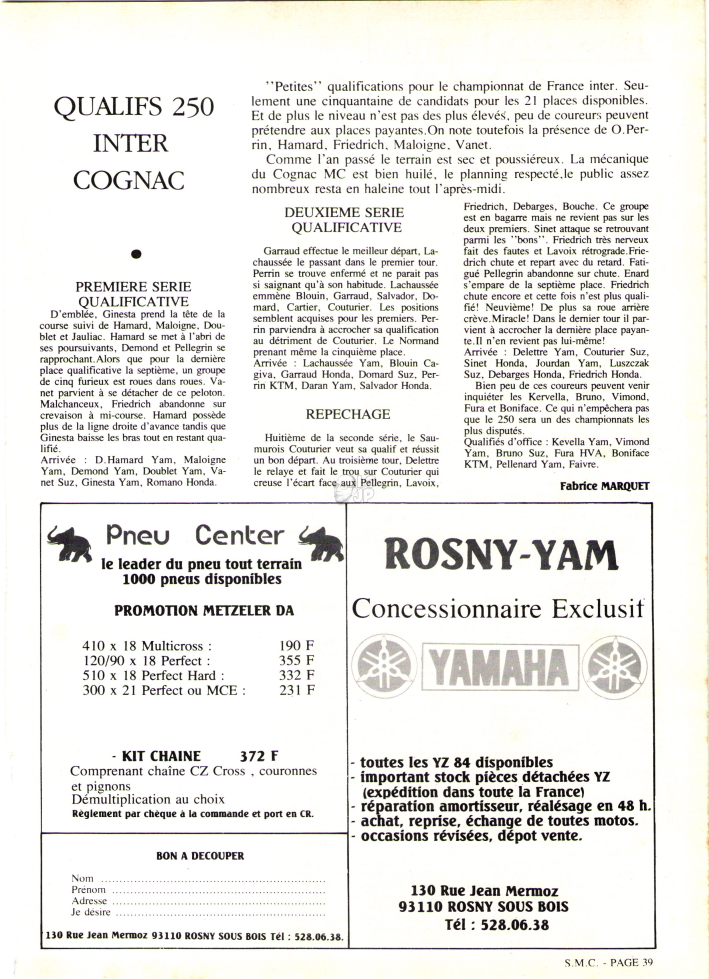 QUALIFS 250
INTER
COGNAC
''Petites'' qualifications pour le championnat de France inter. Seu-
lement une cinquantaine de candidats pour les 21 places disponibles.
Et de plus le niveau n'est pas des plus élevés, peu de coureurs peuvent
prétendre aux places payantes.On note toutefois la présence de O.Per-
rin, Hamard, Friedrich, Maloigne, Vanet.
Comme l'an passé le terrain est sec et poussiéreux. La mécanique
du Cognac MC est bien huilé, le planning respecté,le public assez
nombreux resta en haleine tout l'après-midi.
PREMIERE SERIE
QUALIFICATIVE
D'emblée, Ginesta prend la tête de la
course suivi de Hamard, Maloigne, Dou-
blet et Jauliac. Hamard se met à l'abri de
ses poursuivants, Demond et Pellegrin se
rapprochant.Alors que pour la dernière
place qualificative la septième, un groupe
de cinq furieux est roues dans roues. Va-
net parvient à se détacher de ce peloton.
Malchanceux, Friedrich abandonne sur
crevaison à mi-course. Hamard possède
plus de la ligne droite d'avance tandis que
Ginesta baisse les bras tout en restant qua-
lifié.
Arrivée : D.Hamard Yam, Maloigne
Yam, Demond Yam, Doublet Yam, Va-
net Suz, Ginesta Yam, Romano Honda.
DEUXIEME SERIE
QUALIFICATIVE
Garraud effectue le meilleur départ, La-
chaussée le passant dans le premier tour.
Perrin se trouve enfermé et ne parait pas
si saignant qu'à son habitude. Lachaussée
emmène Blouin, Garraud, Salvador, Do-
mard, Cartier, Couturier. Les positions
semblent acquises pour les premiers. Per-
rin parviendra à accrocher sa qualification
au détriment de Couturier. Le Normand
prenant même la cinquième place.
Arrivée : Lachaussée Yam, Blouin Ca-
giva, Garraud Honda, Domard Suz, Per-
rin KTM, Daran Yam, Salvador Honda.
REPECHAGE
Huitième de la seconde série, le Sau-
murois Couturier veut sa qualif et réussit
un bon départ. Au troisième tour, Delettre
le relaye et fait le trou sur Couturier qui
creuse l'écart face aux Pellegrin, Lavoix,
Friedrich, Debarges, Bouche. Ce groupe
est en bagarre mais ne revient pas sur les
deux premiers. Sinet attaque se retrouvant
parmi les ''bons''. Friedrich très nerveux
fait des fautes et Lavoix rétrograde.Frie-
drich chute et repart avec du retard. Fati-
gué Pellegrin abandonne sur chute. Enard
s'empare de la septième place. Friedrich
chute encore et cette fois n'est plus quali-
fié! Neuvième! De plus sa roue arrière
crève.Miracle! Dans le dernier tour il par-
vient à accrocher la dernière place payan-
te.Il n'en revient pas lui-même!
Arrivée : Delettre Yam, Couturier Suz,
Sinet Honda, Jourdan Yam, Luszczak
Suz, Debarges Honda, Friedrich Honda.
Bien peu de ces coureurs peuvent venir
inquiéter les Kervella, Bruno, Vimond,
Fura et Boniface. Ce qui n'empêchera pas
que le 250 sera un des championnats les
plus disputés.
Qualifiés d'office : Kevella Yam, Vimond
Yam, Bruno Suz, Fura HVA, Boniface
KTM, Pellenard Yam, Faivre.
Fabrice MARQUET
Pneu Center
le leader du pneu tout terrain
1000 pneus disponibles
PROMOTION METZELER DA
410 x 18 Multicross : 190 F
120/90 x 18 Perfect : 355 F
510 x 18 Perfect Hard : 332 F
300 x 21 Perfect ou MCE : 231 F
- KIT CHAINE 372 F
Comprenant chaîne CZ Cross , couronnes
et pignons
Démultiplication au choix
Règlement par chèque à la commande et port en CR.
BON A DECOUPER
Nom
Prénom
Adresse
Je désire
130 Rue Jean Mermoz 93110 ROSNY SOUS BOIS Tél : 528.06.38.
ROSNY-YAM
Concessionnaire Exclusif
YAMAHA
- toutes les YZ 84 disponibles
- important stock pièces détachées YZ
(expédition dans toute la France)
- réparation amortisseur, réalésage en 48 h.
- achat, reprise, échange de toutes motos.
- occasions révisées, dépot vente.
130 Rue Jean Mermoz
93110 ROSNY SOUS BOIS
Tél : 528.06.38
S.M.C. - PAGE 39